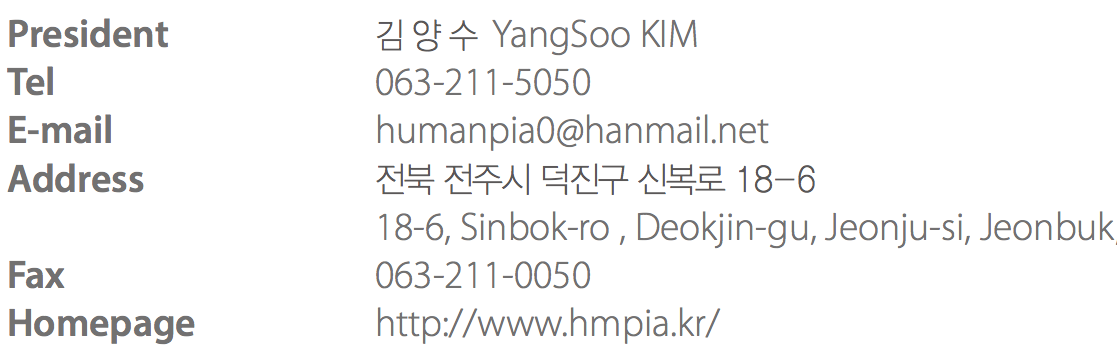 President 김 양 수 YangSoo KIM
Tel 063-211-5050
E-mail humanpia0@hanmail.net
Address 전북 전주시 덕진구 신복로 18-6
18-6, Sinbok-ro , Deokjin-gu, Jeonju-si, Jeonbuk,
Fax 063-211-0050
Homepage http://www.hmpia.kr/